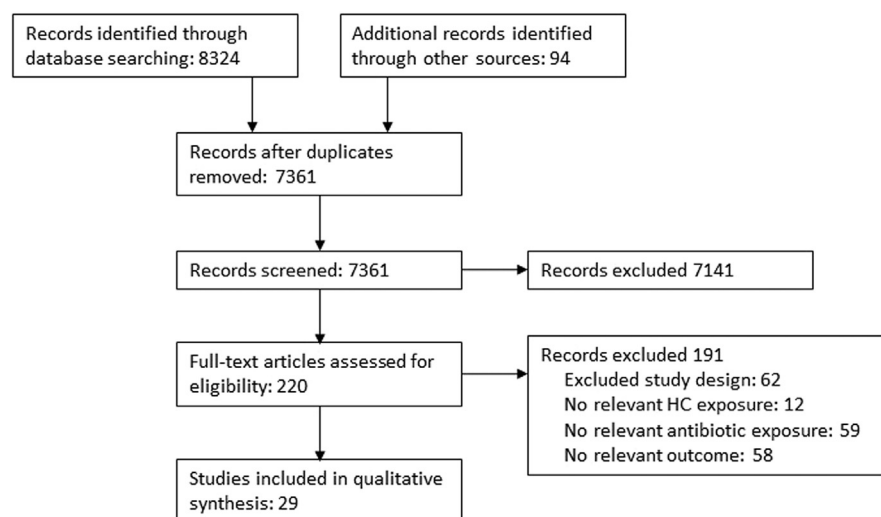 Records identified through
database searching: 8324
Additional records identified
through other sources: 94
Records after duplicates
removed: 7361
Records screened: 7361
Records excluded 7141
Full-text articles assessed for
eligibility: 220
Records excluded 191
Excluded study design: 62
No relevant HC exposure: 12
No relevant antibiotic exposure: 59
No relevant outcome: 58
Studies included in qualitative
synthesis: 29